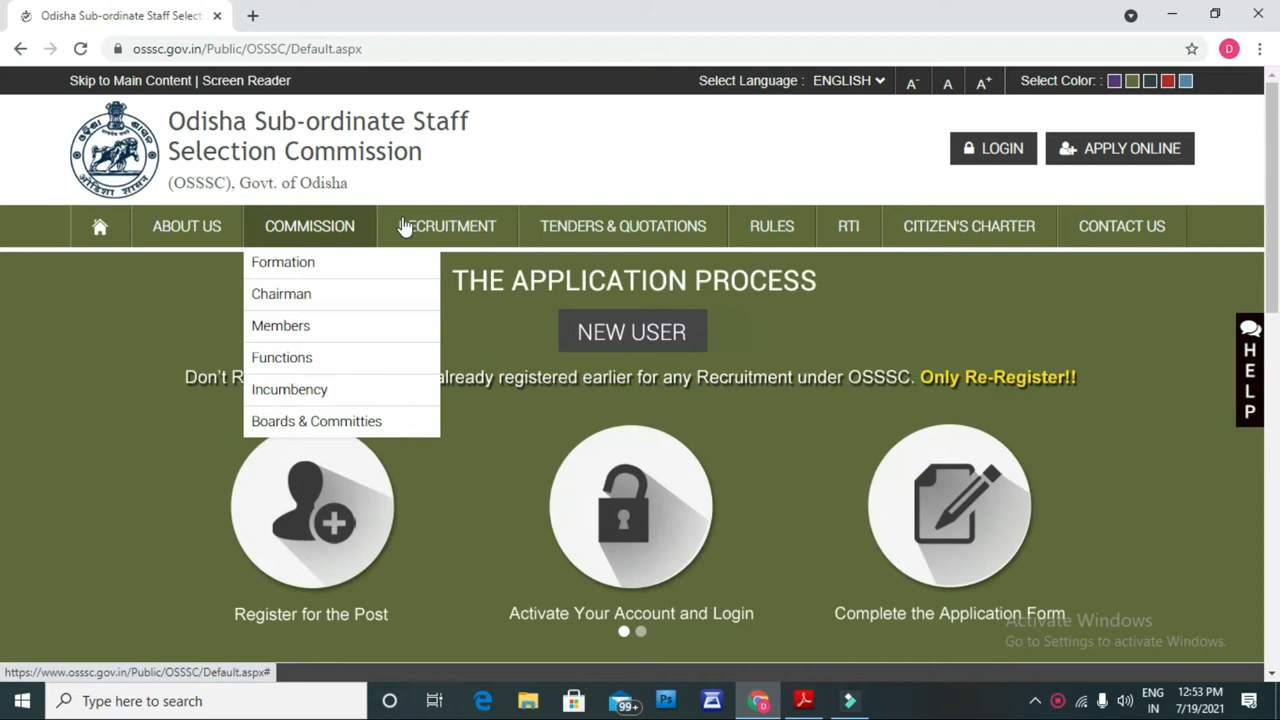 Odisha Sub-ordinate Staff Select
osssc.gov.in/Public/OSSSC/Default.aspx
D
Skip to Main Content | Screen Reader
Select Language : ENGLISH
A-
A
A+
Select Color: :
Odisha Sub-ordinate Staff
Selection Commission
(OSSSC), Govt. of Odisha
LOGIN
APPLY ONLINE
ABOUT US
COMMISSION
RECRUITMENT
TENDERS & QUOTATIONS
RULES
RTI
CITIZEN'S CHARTER
CONTACT US
Formation
Chairman
Members
Functions
Incumbency
Boards & Committies
THE APPLICATION PROCESS
NEW USER
Don't R already registered earlier for any Recruitment under OSSSC. Only Re-Register!!
HELP
Register for the Post
Activate Your Account and Login
Complete the Application Form
Activate Windows
Go to Settings to activate Windows.
https://www.osssc.gov.in/Public/OSSSC/Default.aspx#
Type here to search
99+
Ps
D
ENG
IN
12:53 PM
7/19/2021